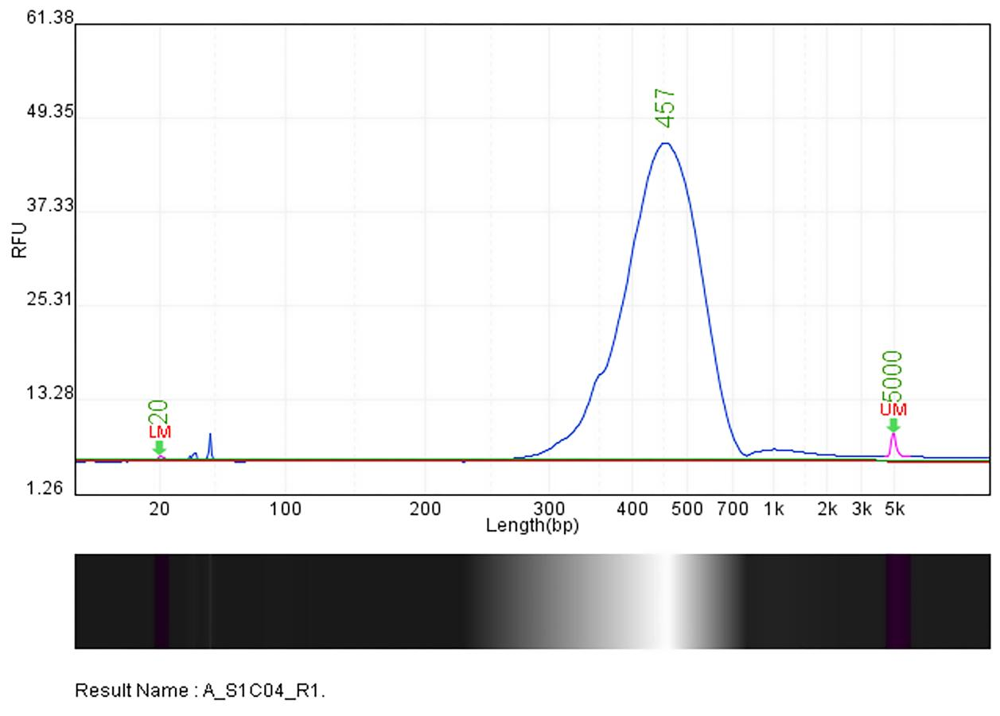 61.38
457
49.35
37.33
RFU
25.31
5000
13.28
UM
20
LM
1.26
20 100 200 300 400 500 700 1k 2k 3k 5k
Length(bp)
Result Name : A_S1C04_R1.